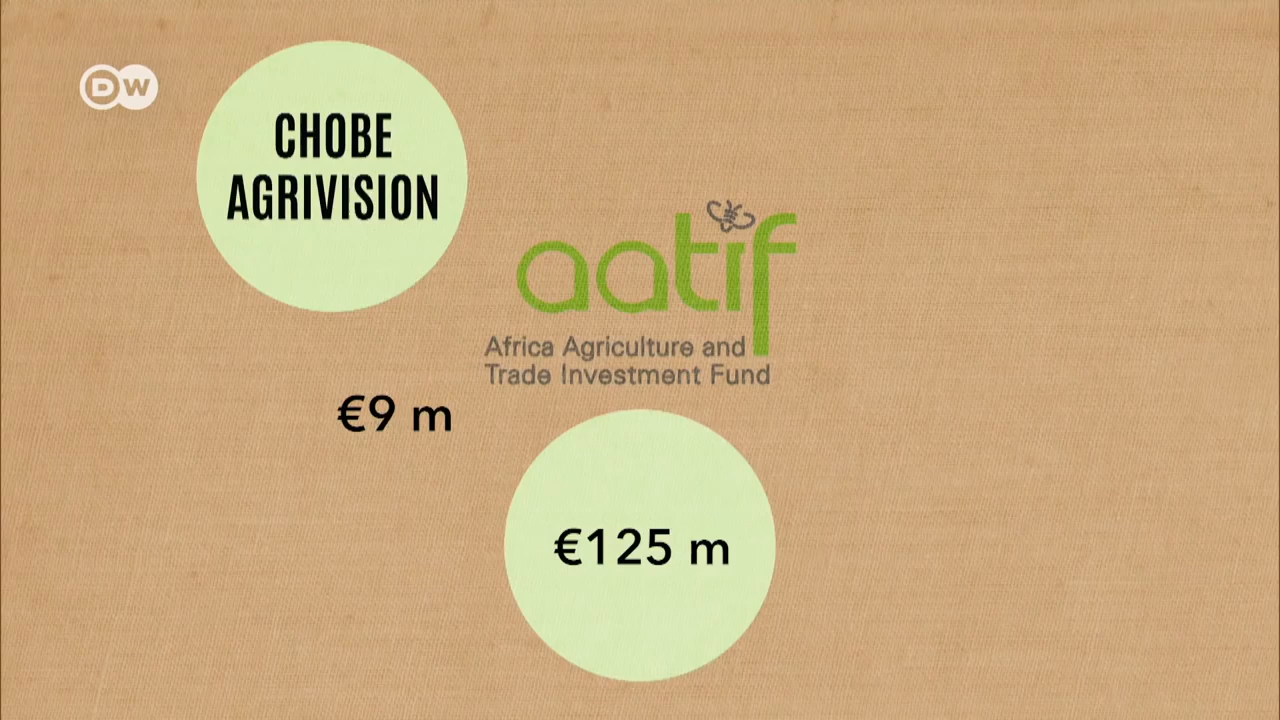 DW
CHOBE
AGRIVISION
aatif
Africa Agriculture and
Trade Investment Fund
€9 m
€125 m